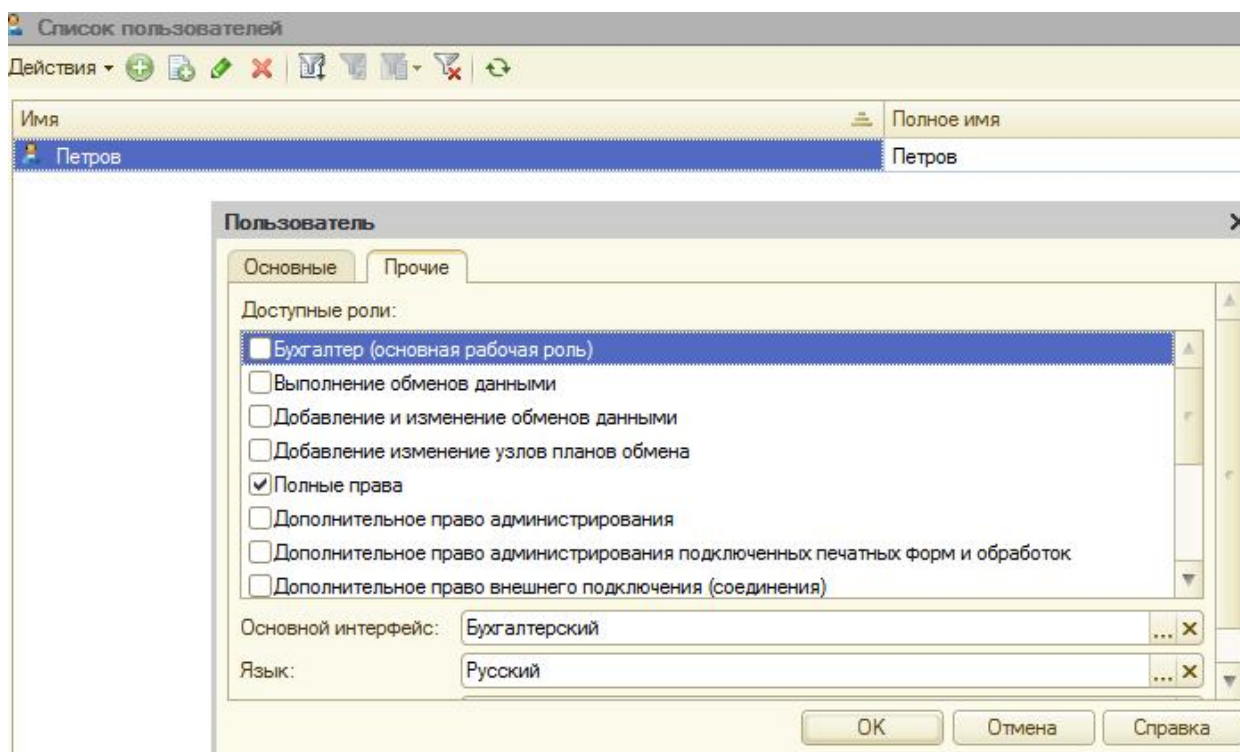 Список пользователей
Действия
Имя Полное имя
Петров Петров
Пользователь
Основные Прочие
Доступные роли:
Бухгалтер (основная рабочая роль)
Выполнение обменов данными
Добавление и изменение обменов данными
Добавление изменение узлов планов обмена
Полные права
Дополнительное право администрирования
Дополнительное право администрирования подключенных печатных форм и обработок
Дополнительное право внешнего подключения (соединения)
Основной интерфейс: Бухгалтерский ...
Язык: Русский ...
OK Отмена Справка